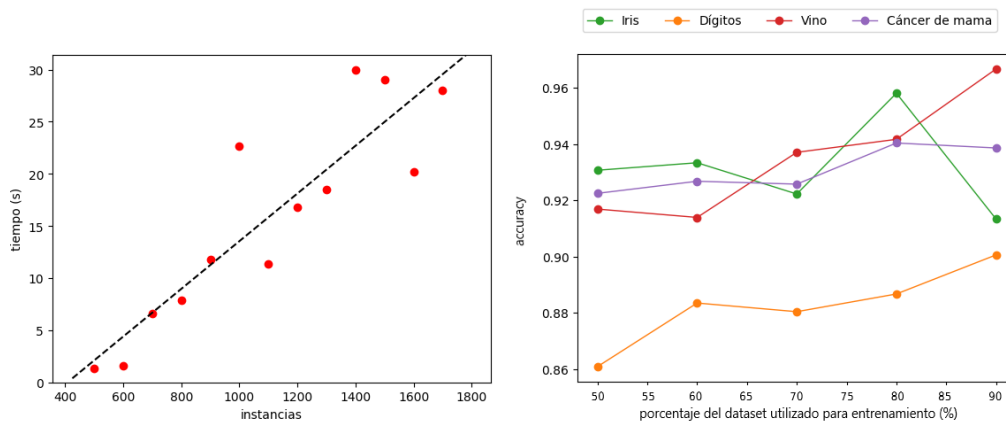 Iris Dígitos Vino Cáncer de mama
30
25
20
15
10
5
0
tiempo (s)
400 600 800 1000 1200 1400 1600 1800
instancias
0.96
0.94
0.92
0.90
0.88
0.86
accuracy
50 55 60 65 70 75 80 85 90
porcentaje del dataset utilizado para entrenamiento (%)